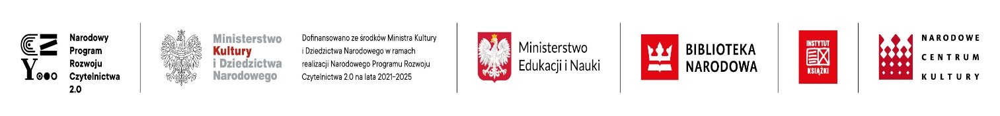 CZ
Y...
Narodowy
Program
Rozwoju
Czytelnictwa
2.0
Ministerstwo
Kultury
i Dziedzictwa
Narodowego
Dofinansowano ze środków Ministra Kultury
i Dziedzictwa Narodowego w ramach
realizacji Narodowego Programu Rozwoju
Czytelnictwa 2.0 na lata 2021–2025
Ministerstwo
Edukacji i Nauki
BIBLIOTEKA
NARODOWA
INSTYTUT
KSIĄŻKI
NARODOWE
CENTRUM
KULTURY